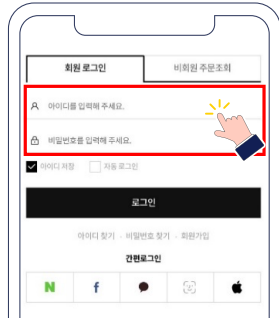 회원 로그인 비회원 주문조회
아이디를 입력해 주세요.
비밀번호를 입력해 주세요.
아이디 저장 자동 로그인
로그인
아이디 찾기 · 비밀번호 찾기 · 회원가입
간편로그인
N f